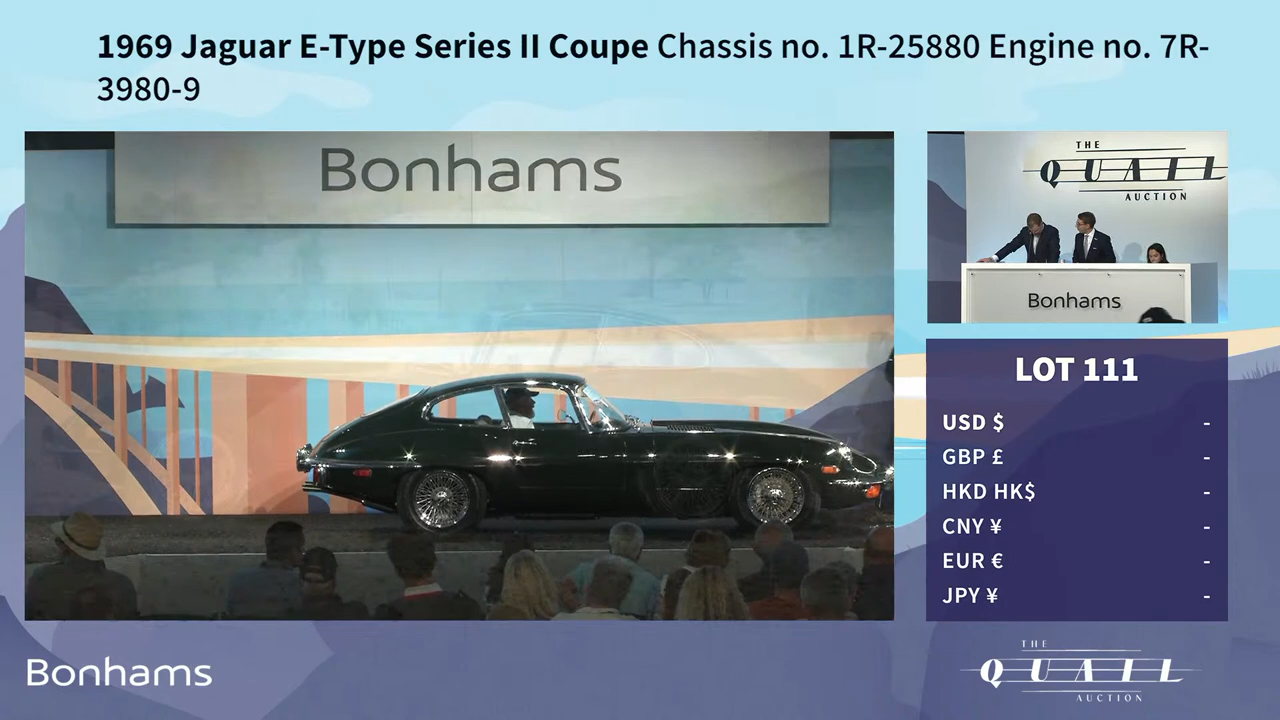 1969 Jaguar E-Type Series II Coupe Chassis no. 1R-25880 Engine no. 7R-
3980-9
Bonhams
THE
QUAIL
AUCTION
Bonhams
LOT 111
USD $ -
GBP £ -
HKD HK$ -
CNY ¥ -
EUR € -
JPY ¥ -
Bonhams
THE
QUAIL
AUCTION